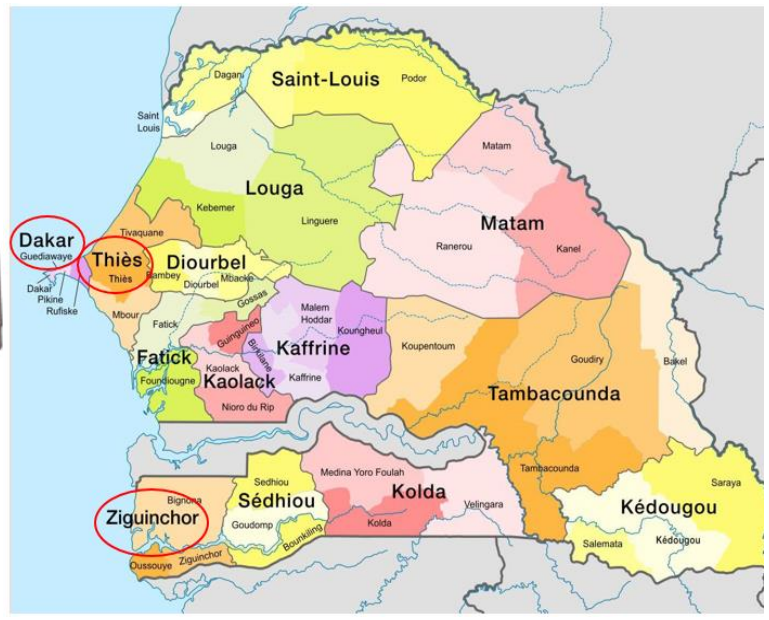 Dagana
Podor
Saint-Louis
Saint
Louis
Louga
Matam
Louga
Kebemer
Linguere
Matam
Ranerou
Kanel
Tivaquane
Dakar
Guediawaye
Thiès
Thiès
Diourbel
Bambey
Mbacke
Diourbel
Dakar
Pikine
Rufiske
Gossas
Mbour
Malem
Hoddar
Fatick
Guinguineo
Koungheul
Birkilane
Kaffrine
Koupentoum
Goudiry
Bakel
Fatick
Kaolack
Kaolack
Kaffrine
Foundiougne
Tambacounda
Nioro du Rip
Medina Yoro Foulah
Tambacounda
Sedhiou
Saraya
Bignona
Sédhiou
Kolda
Velingara
Kédougou
Ziguinchor
Goudomp
Kolda
Bounkiling
Salemata
Kédougou
Ziguinchor
Oussouye